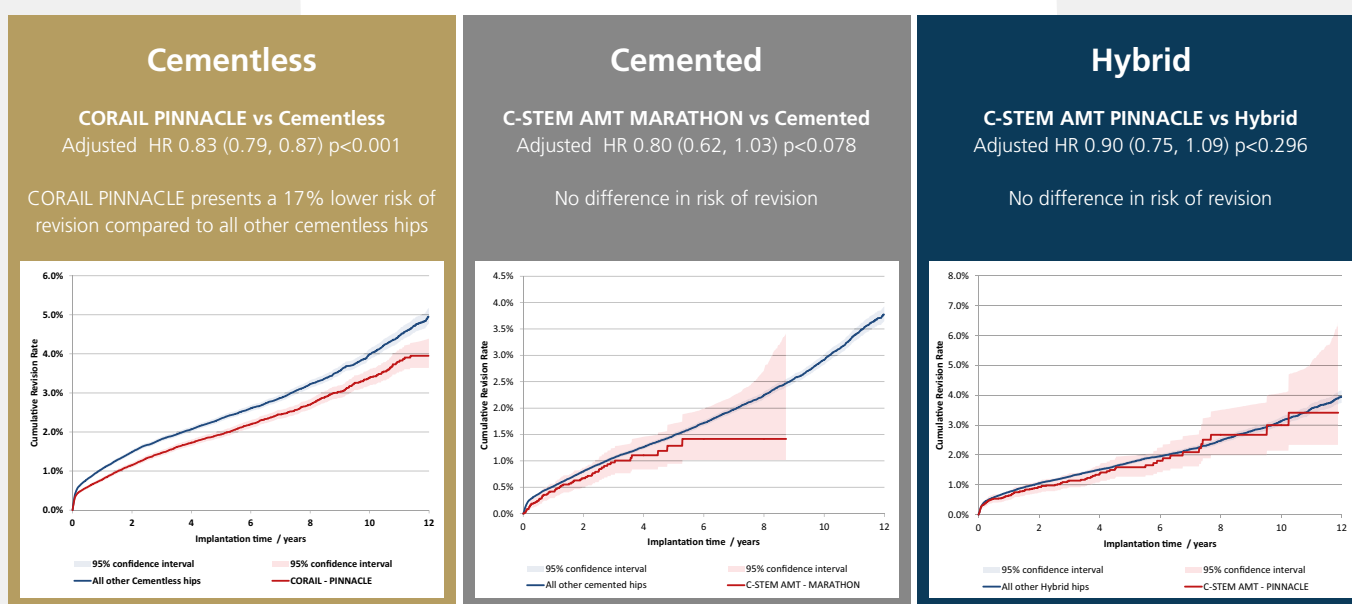 Cementless
CORAIL PINNACLE vs Cementless
Adjusted HR 0.83 (0.79, 0.87) p<0.001
CORAIL PINNACLE presents a 17% lower risk of
revision compared to all other cementless hips
6.0%
5.0%
4.0%
3.0%
2.0%
1.0%
0.0%
Cumulative Revision Rate
0 2 4 6 8 10 12
Implantation time / years
95% confidence interval 95% confidence interval
All other Cementless hips CORAIL - PINNACLE
Cemented
C-STEM AMT MARATHON vs Cemented
Adjusted HR 0.80 (0.62, 1.03) p<0.078
No difference in risk of revision
4.5%
4.0%
3.5%
3.0%
2.5%
2.0%
1.5%
1.0%
0.5%
0.0%
Cumulative Revision Rate
0 2 4 6 8 10 12
Implantation time / years
95% confidence interval 95% confidence interval
All other cemented hips C-STEM AMT - MARATHON
Hybrid
C-STEM AMT PINNACLE vs Hybrid
Adjusted HR 0.90 (0.75, 1.09) p<0.296
No difference in risk of revision
8.0%
7.0%
6.0%
5.0%
4.0%
3.0%
2.0%
1.0%
0.0%
Cumulative Revision Rate
0 2 4 6 8 10 12
Implantation time / years
95% confidence interval 95% confidence interval
All other Hybrid hips C-STEM AMT - PINNACLE